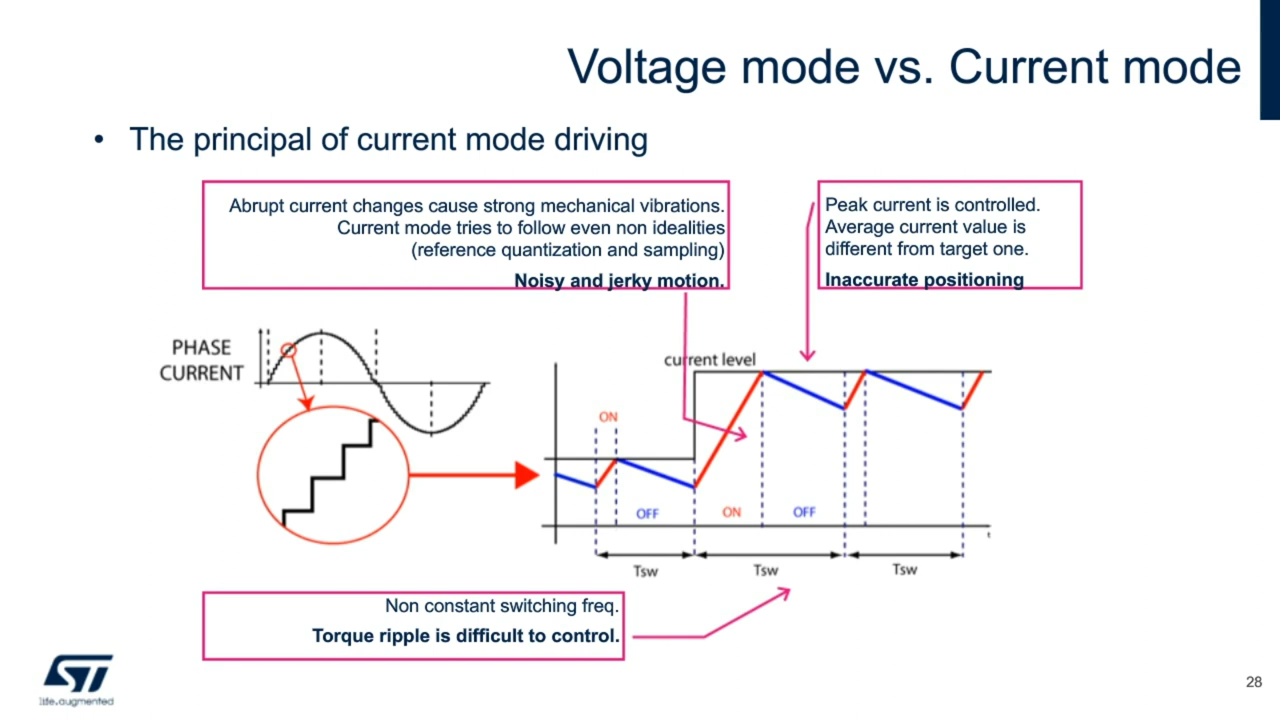 Voltage mode vs. Current mode
• The principal of current mode driving
Abrupt current changes cause strong mechanical vibrations.
Current mode tries to follow even non idealities
(reference quantization and sampling)
Noisy and jerky motion.
Peak current is controlled.
Average current value is
different from target one.
Inaccurate positioning
PHASE
CURRENT
current level
ON
OFF
ON
OFF
t
Tsw
Tsw
Tsw
Non constant switching freq.
Torque ripple is difficult to control.
ST
life.augmented
28